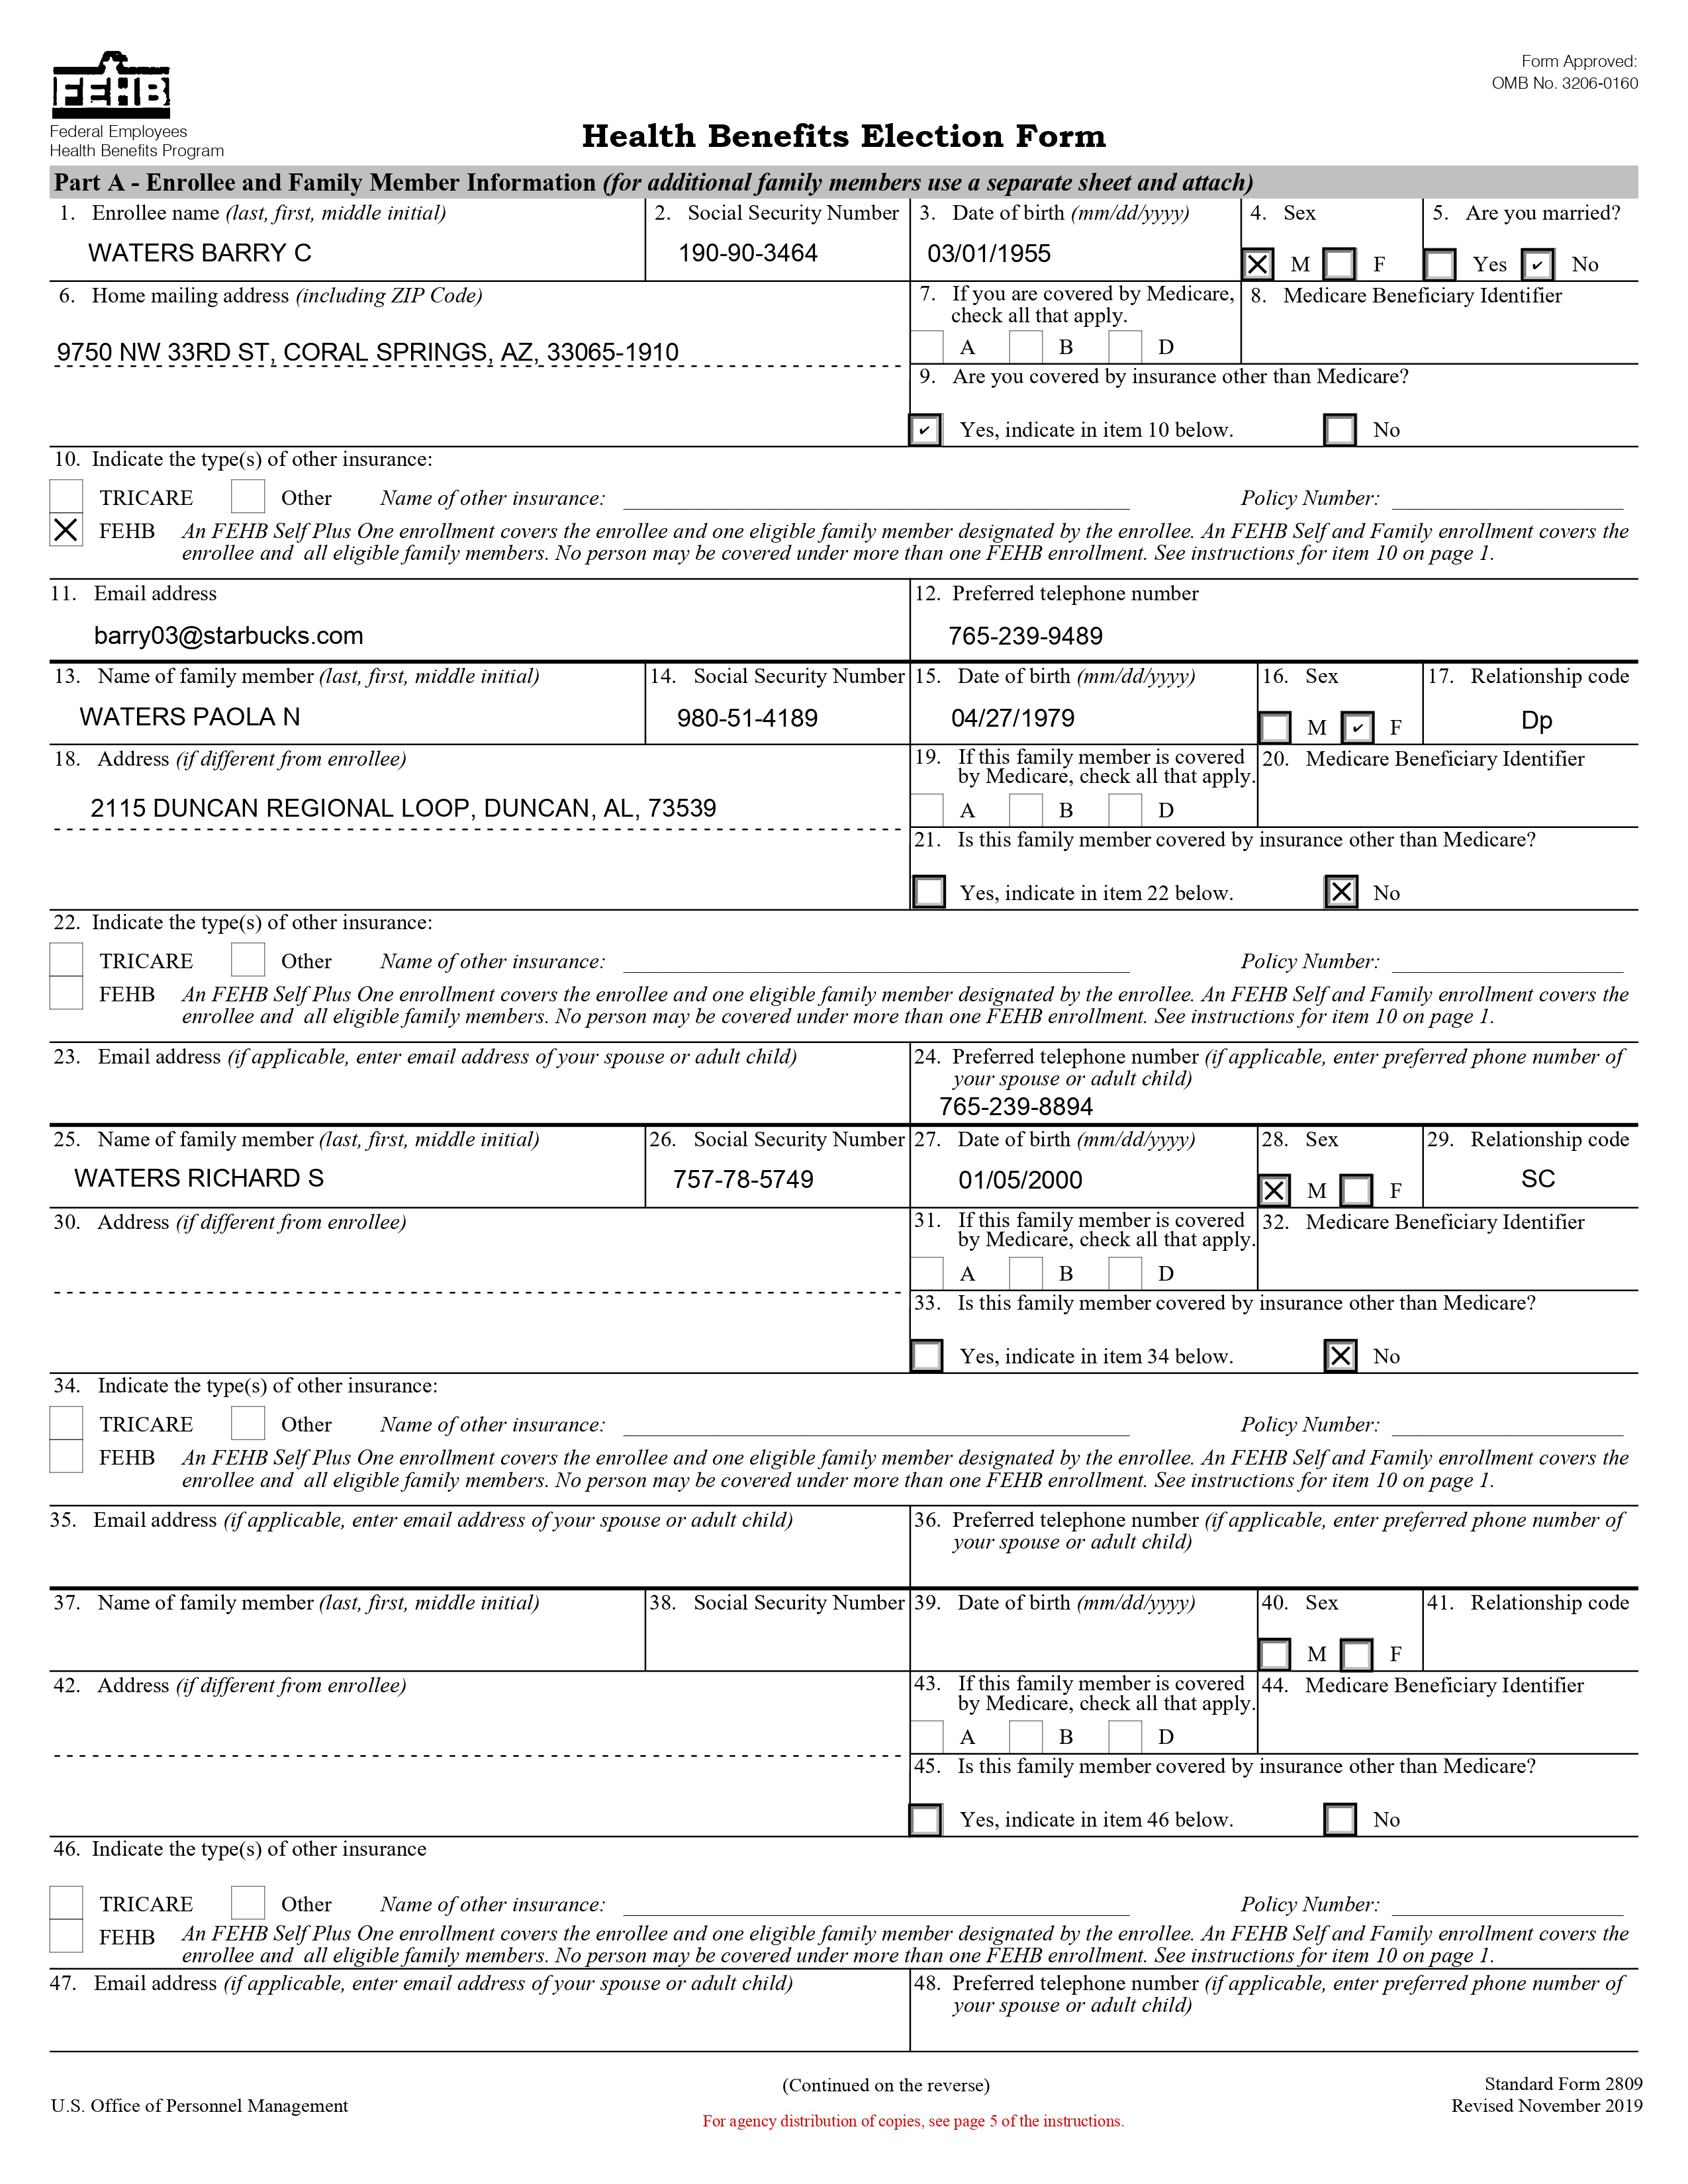 FEHB
Federal Employees
Health Benefits Program
Form Approved:
OMB No. 3206-0160
Health Benefits Election Form
Part A - Enrollee and Family Member Information (for additional family members use a separate sheet and attach)
1. Enrollee name (last, first, middle initial)
WATERS BARRY C
2. Social Security Number
190-90-3464
3. Date of birth (mm/dd/yyyy)
03/01/1955
4. Sex
M F
5. Are you married?
Yes No
6. Home mailing address (including ZIP Code)
9750 NW 33RD ST, CORAL SPRINGS, AZ, 33065-1910
7. If you are covered by Medicare,
check all that apply.
A B D
8. Medicare Beneficiary Identifier
9. Are you covered by insurance other than Medicare?
Yes, indicate in item 10 below. No
10. Indicate the type(s) of other insurance:
TRICARE Other Name of other insurance: Policy Number:
FEHB An FEHB Self Plus One enrollment covers the enrollee and one eligible family member designated by the enrollee. An FEHB Self and Family enrollment covers the
enrollee and all eligible family members. No person may be covered under more than one FEHB enrollment. See instructions for item 10 on page 1.
11. Email address
barry03@starbucks.com
12. Preferred telephone number
765-239-9489
13. Name of family member (last, first, middle initial)
WATERS PAOLA N
14. Social Security Number
980-51-4189
15. Date of birth (mm/dd/yyyy)
04/27/1979
16. Sex
M F
17. Relationship code
Dp
18. Address (if different from enrollee)
2115 DUNCAN REGIONAL LOOP, DUNCAN, AL, 73539
19. If this family member is covered
by Medicare, check all that apply.
A B D
20. Medicare Beneficiary Identifier
21. Is this family member covered by insurance other than Medicare?
Yes, indicate in item 22 below. No
22. Indicate the type(s) of other insurance:
TRICARE Other Name of other insurance: Policy Number:
FEHB An FEHB Self Plus One enrollment covers the enrollee and one eligible family member designated by the enrollee. An FEHB Self and Family enrollment covers the
enrollee and all eligible family members. No person may be covered under more than one FEHB enrollment. See instructions for item 10 on page 1.
23. Email address (if applicable, enter email address of your spouse or adult child)
24. Preferred telephone number (if applicable, enter preferred phone number of
your spouse or adult child)
765-239-8894
25. Name of family member (last, first, middle initial)
WATERS RICHARD S
26. Social Security Number
757-78-5749
27. Date of birth (mm/dd/yyyy)
01/05/2000
28. Sex
M F
29. Relationship code
SC
30. Address (if different from enrollee)
31. If this family member is covered
by Medicare, check all that apply.
A B D
32. Medicare Beneficiary Identifier
33. Is this family member covered by insurance other than Medicare?
Yes, indicate in item 34 below. No
34. Indicate the type(s) of other insurance:
TRICARE Other Name of other insurance: Policy Number:
FEHB An FEHB Self Plus One enrollment covers the enrollee and one eligible family member designated by the enrollee. An FEHB Self and Family enrollment covers the
enrollee and all eligible family members. No person may be covered under more than one FEHB enrollment. See instructions for item 10 on page 1.
35. Email address (if applicable, enter email address of your spouse or adult child)
36. Preferred telephone number (if applicable, enter preferred phone number of
your spouse or adult child)
37. Name of family member (last, first, middle initial)
38. Social Security Number
39. Date of birth (mm/dd/yyyy)
40. Sex
M F
41. Relationship code
42. Address (if different from enrollee)
43. If this family member is covered
by Medicare, check all that apply.
A B D
44. Medicare Beneficiary Identifier
45. Is this family member covered by insurance other than Medicare?
Yes, indicate in item 46 below. No
46. Indicate the type(s) of other insurance
TRICARE Other Name of other insurance: Policy Number:
FEHB An FEHB Self Plus One enrollment covers the enrollee and one eligible family member designated by the enrollee. An FEHB Self and Family enrollment covers the
enrollee and all eligible family members. No person may be covered under more than one FEHB enrollment. See instructions for item 10 on page 1.
47. Email address (if applicable, enter email address of your spouse or adult child)
48. Preferred telephone number (if applicable, enter preferred phone number of
your spouse or adult child)
(Continued on the reverse)
U.S. Office of Personnel Management
For agency distribution of copies, see page 5 of the instructions.
Standard Form 2809
Revised November 2019